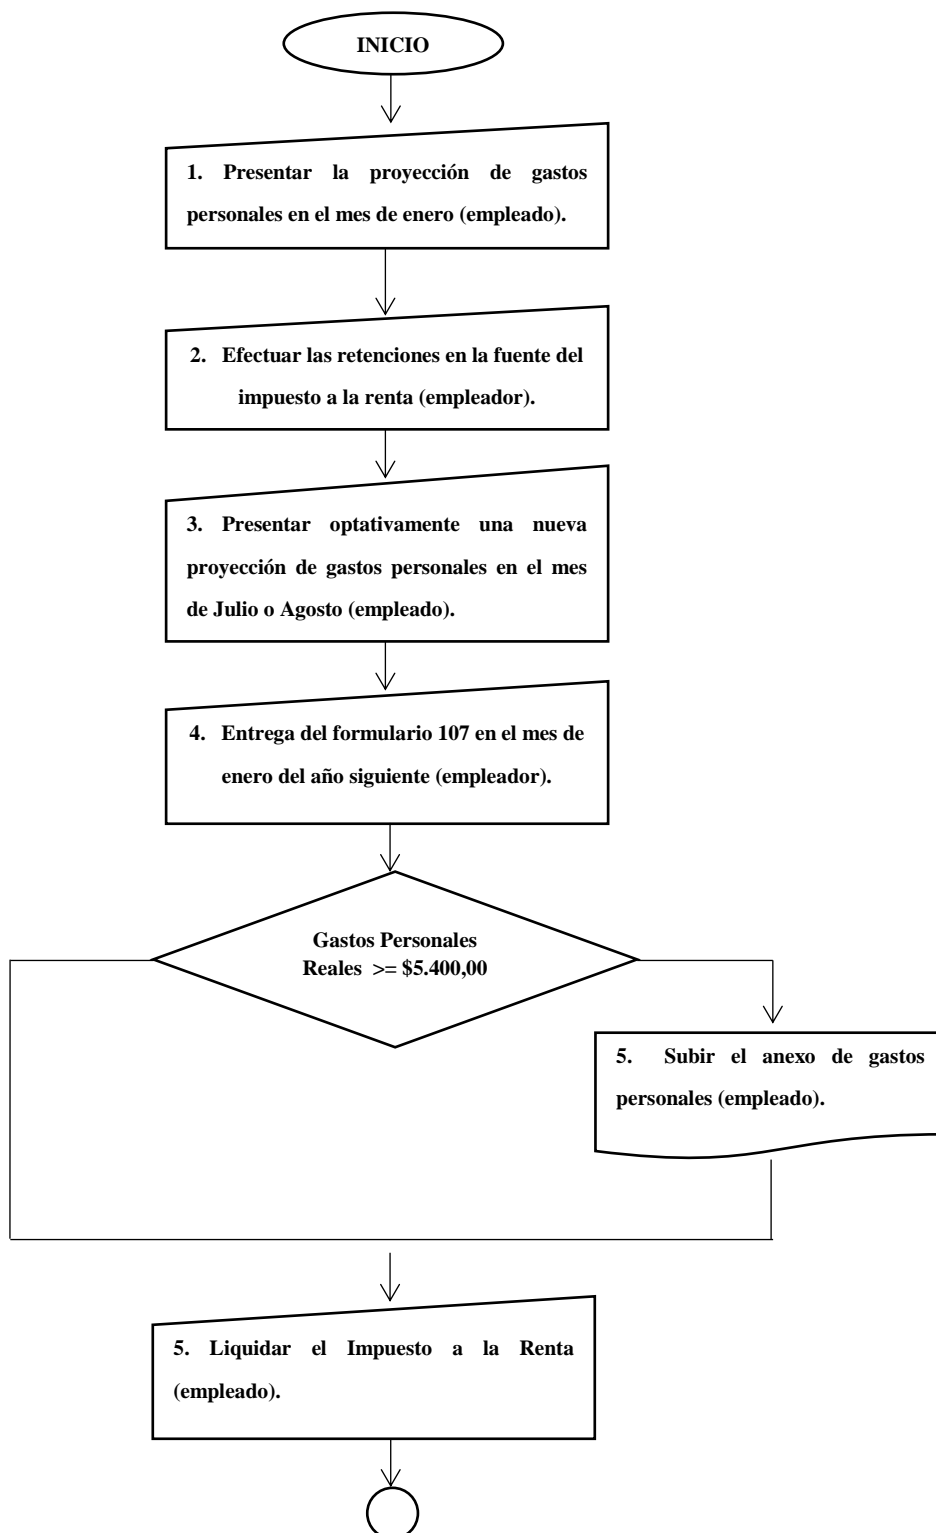 INICIO
1. Presentar la proyección de gastos
personales en el mes de enero (empleado).
2. Efectuar las retenciones en la fuente del
impuesto a la renta (empleador).
3. Presentar optativamente una nueva
proyección de gastos personales en el mes
de Julio o Agosto (empleado).
4. Entrega del formulario 107 en el mes de
enero del año siguiente (empleador).
Gastos Personales
Reales >= $5.400,00
5. Subir el anexo de gastos
personales (empleado).
5. Liquidar el Impuesto a la Renta
(empleado).